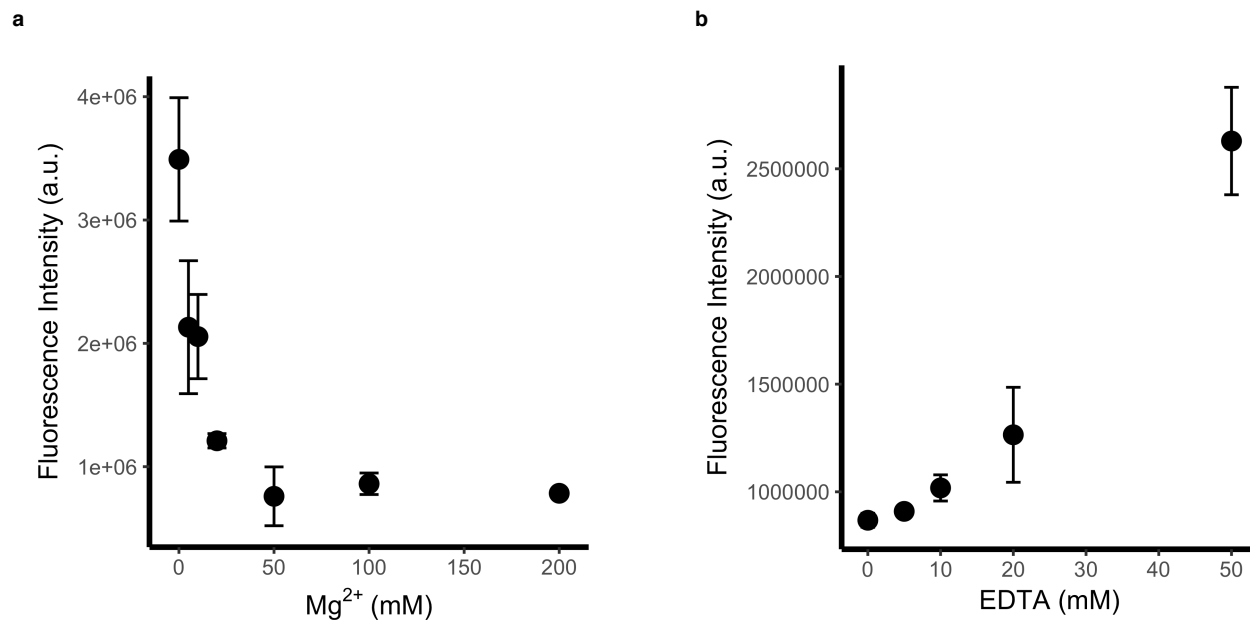 a
4e+06
3e+06
2e+06
1e+06
Fluorescence Intensity (a.u.)
0 50 100 150 200
Mg²⁺ (mM)
b
2500000
2000000
1500000
1000000
Fluorescence Intensity (a.u.)
0 10 20 30 40 50
EDTA (mM)